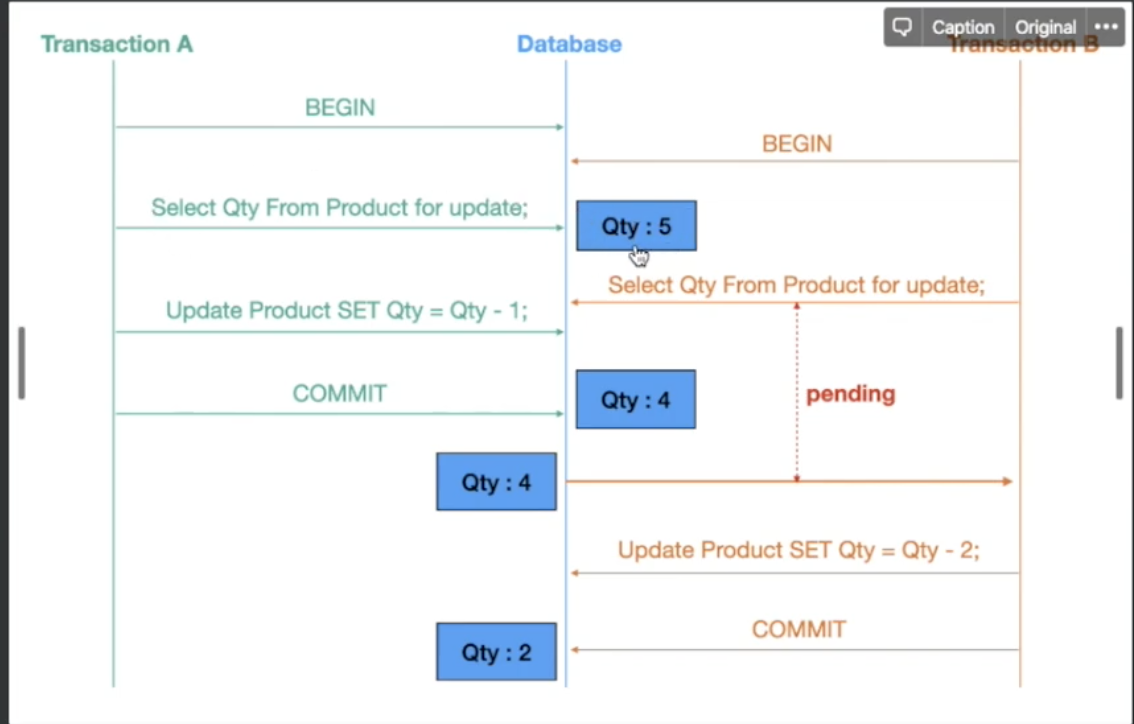 Caption Original
Transaction A
Database
Transaction B
BEGIN
BEGIN
Select Qty From Product for update;
Qty : 5
Select Qty From Product for update;
Update Product SET Qty = Qty - 1;
COMMIT
Qty : 4
pending
Qty : 4
Update Product SET Qty = Qty - 2;
COMMIT
Qty : 2